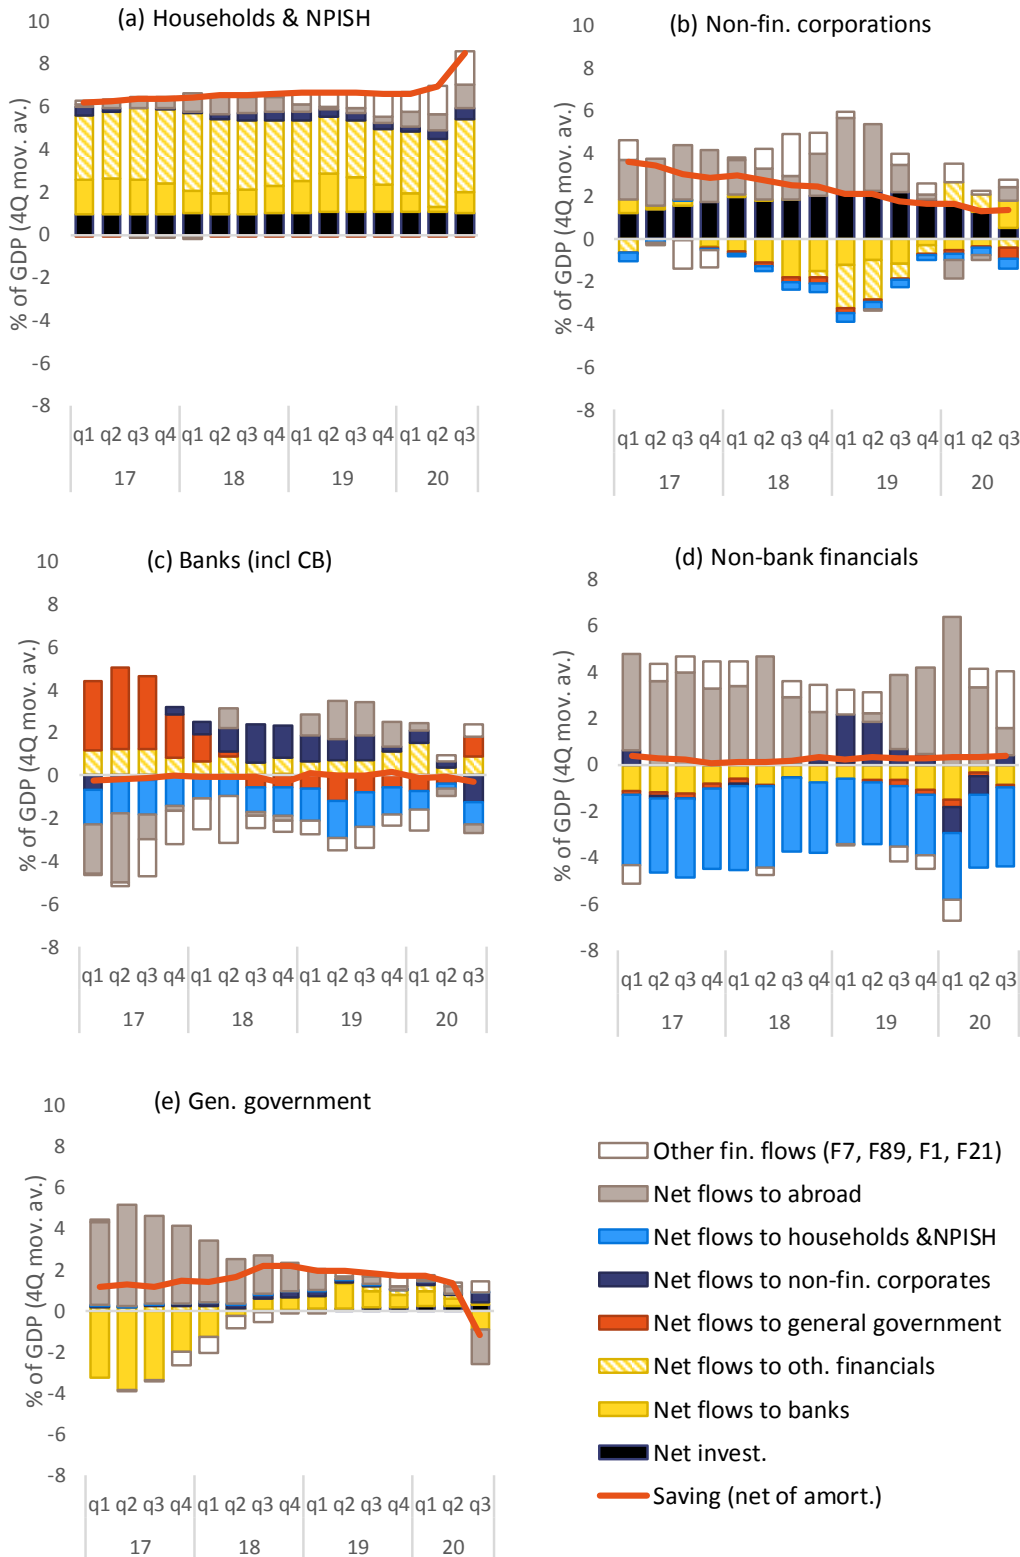 (a) Households & NPISH
% of GDP (4Q mov. av.)
10
8
6
4
2
0
-2
-4
-6
-8
q1 q2 q3 q4 q1 q2 q3 q4 q1 q2 q3 q4 q1 q2 q3
17 18 19 20
(b) Non-fin. corporations
% of GDP (4Q mov. av.)
10
8
6
4
2
0
-2
-4
-6
-8
q1 q2 q3 q4 q1 q2 q3 q4 q1 q2 q3 q4 q1 q2 q3
17 18 19 20
(c) Banks (incl CB)
% of GDP (4Q mov. av.)
10
8
6
4
2
0
-2
-4
-6
-8
q1 q2 q3 q4 q1 q2 q3 q4 q1 q2 q3 q4 q1 q2 q3
17 18 19 20
(d) Non-bank financials
% of GDP (4Q mov. av.)
8
6
4
2
0
-2
-4
-6
-8
q1 q2 q3 q4 q1 q2 q3 q4 q1 q2 q3 q4 q1 q2 q3
17 18 19 20
(e) Gen. government
% of GDP (4Q mov. av.)
10
8
6
4
2
0
-2
-4
-6
-8
q1 q2 q3 q4 q1 q2 q3 q4 q1 q2 q3 q4 q1 q2 q3
17 18 19 20
Other fin. flows (F7, F89, F1, F21)
Net flows to abroad
Net flows to households &NPISH
Net flows to non-fin. corporates
Net flows to general government
Net flows to oth. financials
Net flows to banks
Net invest.
Saving (net of amort.)